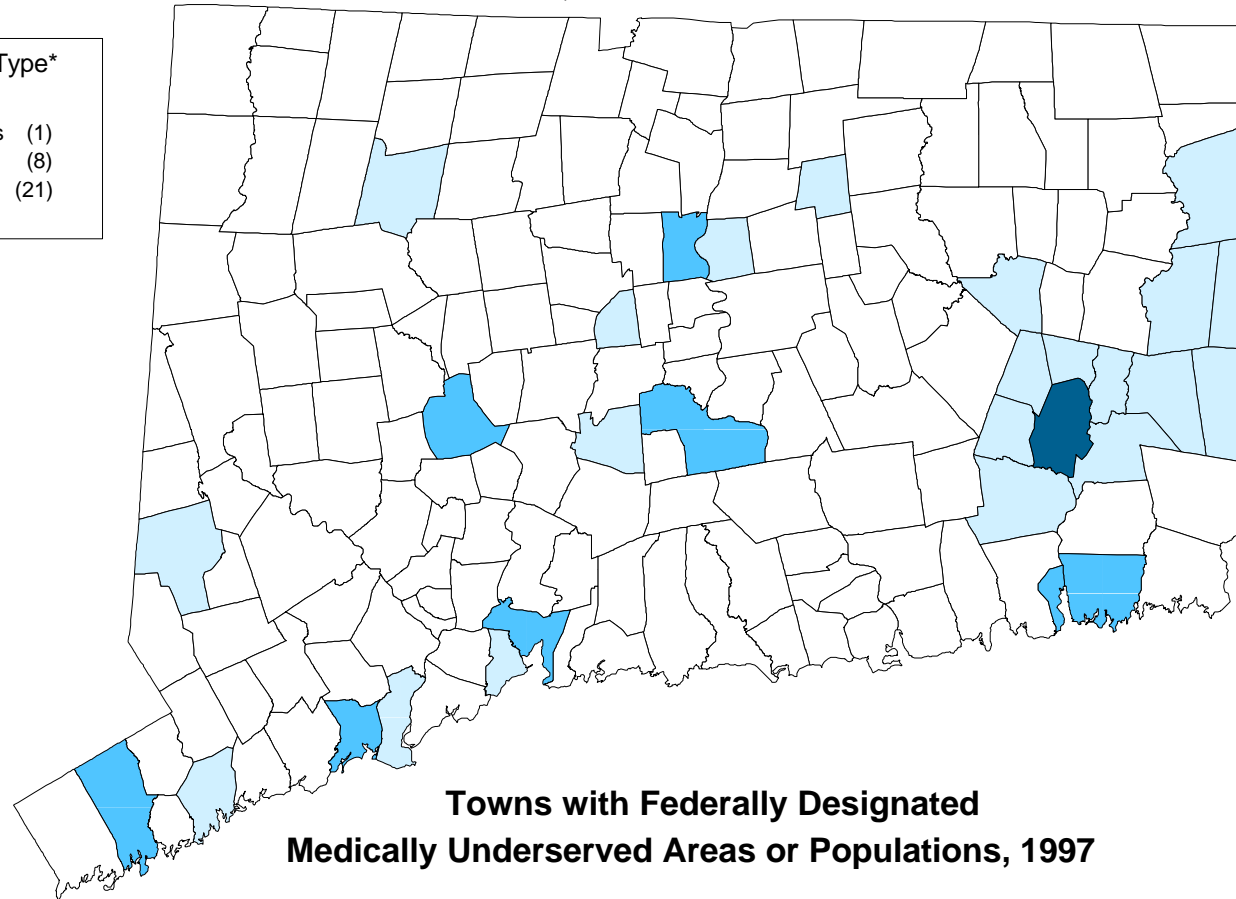 Type*
(1)
(8)
(21)
Towns with Federally Designated
Medically Underserved Areas or Populations, 1997